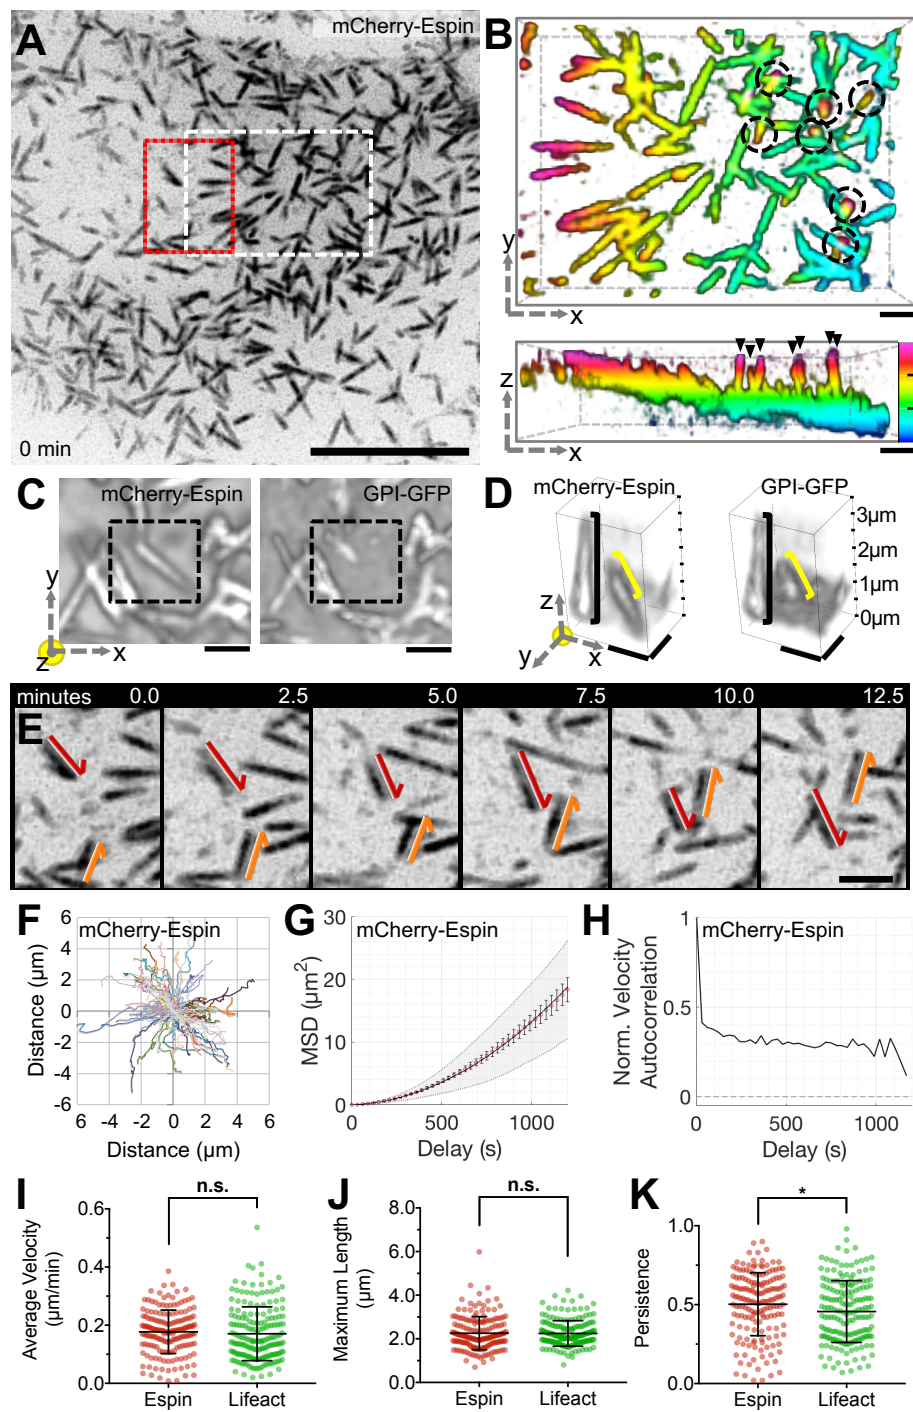 A
mCherry-Espin
0 min
B
y
x
z
x
C
mCherry-Espin
GPI-GFP
y
z
x
D
mCherry-Espin
GPI-GFP
3µm
2µm
1µm
0µm
z
y
x
minutes 0.0 2.5 5.0 7.5 10.0 12.5
E
F
mCherry-Espin
Distance (µm)
6
4
2
0
-2
-4
-6
6 -4 -2 0 2 4 6
Distance (µm)
G
mCherry-Espin
MSD (µm²)
30
20
10
0
0 500 1000
Delay (s)
H
mCherry-Espin
Norm. Velocity
Autocorrelation
1
0.5
0
0 500 1000
Delay (s)
I
n.s.
Average Velocity
(µm/min)
0.6
0.4
0.2
0.0
Espin Lifeact
J
n.s.
Maximum Length
(µm)
8.0
6.0
4.0
2.0
0.0
Espin Lifeact
K
*
Persistence
1.0
0.5
0.0
Espin Lifeact